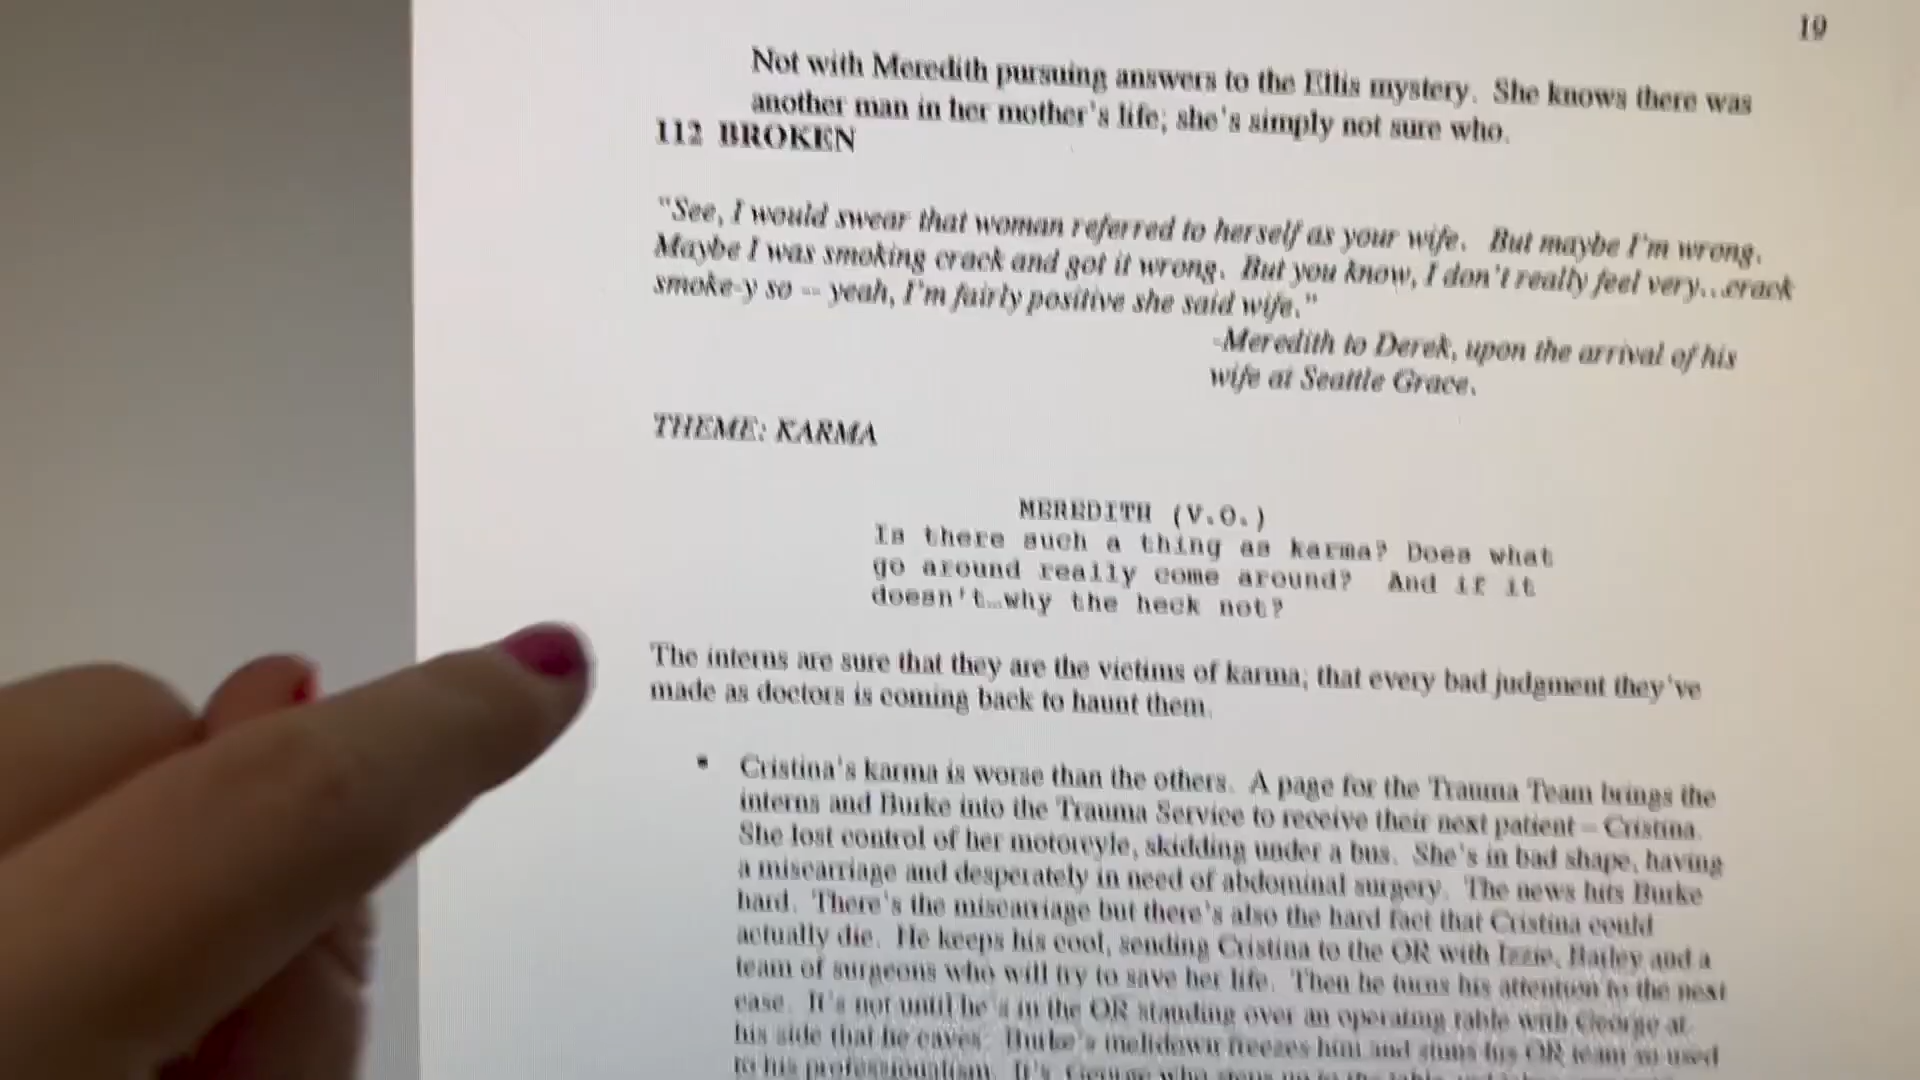 19
Not with Meredith pursuing answers to the Ellis mystery. She knows there was
another man in her mother's life; she's simply not sure who.
112 BROKEN
"See, I would swear that woman referred to herself as your wife. But maybe I'm wrong.
Maybe I was smoking crack and got it wrong. But you know, I don't really feel very...crack
smoke-y so -- yeah, I'm fairly positive she said wife."
-Meredith to Derek, upon the arrival of his
wife at Seattle Grace.
THEME: KARMA
MEREDITH (V.O.)
Is there such a thing as karma? Does what
go around really come around? And if it
doesn't…why the heck not?
The interns are sure that they are the victims of karma; that every bad judgment they've
made as doctors is coming back to haunt them.
• Cristina's karma is worse than the others. A page for the Trauma Team brings the
interns and Burke into the Trauma Service to receive their next patient – Cristina.
She lost control of her motorcyle, skidding under a bus. She's in bad shape, having
a miscarriage and desperately in need of abdominal surgery. The news hits Burke
hard. There's the miscarriage but there's also the hard fact that Cristina could
actually die. He keeps his cool, sending Cristina to the OR with Izzie, Bailey and a
team of surgeons who will try to save her life. Then he turns his attention to the next
case. It's not until he's in the OR standing over an operating table with George at
his side that he caves. Burke's meltdown freezes him and stuns his OR team so used
to his professionalism. It's George who steps up to the table and